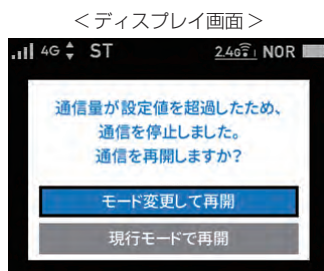 <ディスプレイ画面>
4G ST 2.4G 1 NOR
通信量が設定値を超過したため、
通信を停止しました。
通信を再開しますか?
モード変更して再開
現行モードで再開